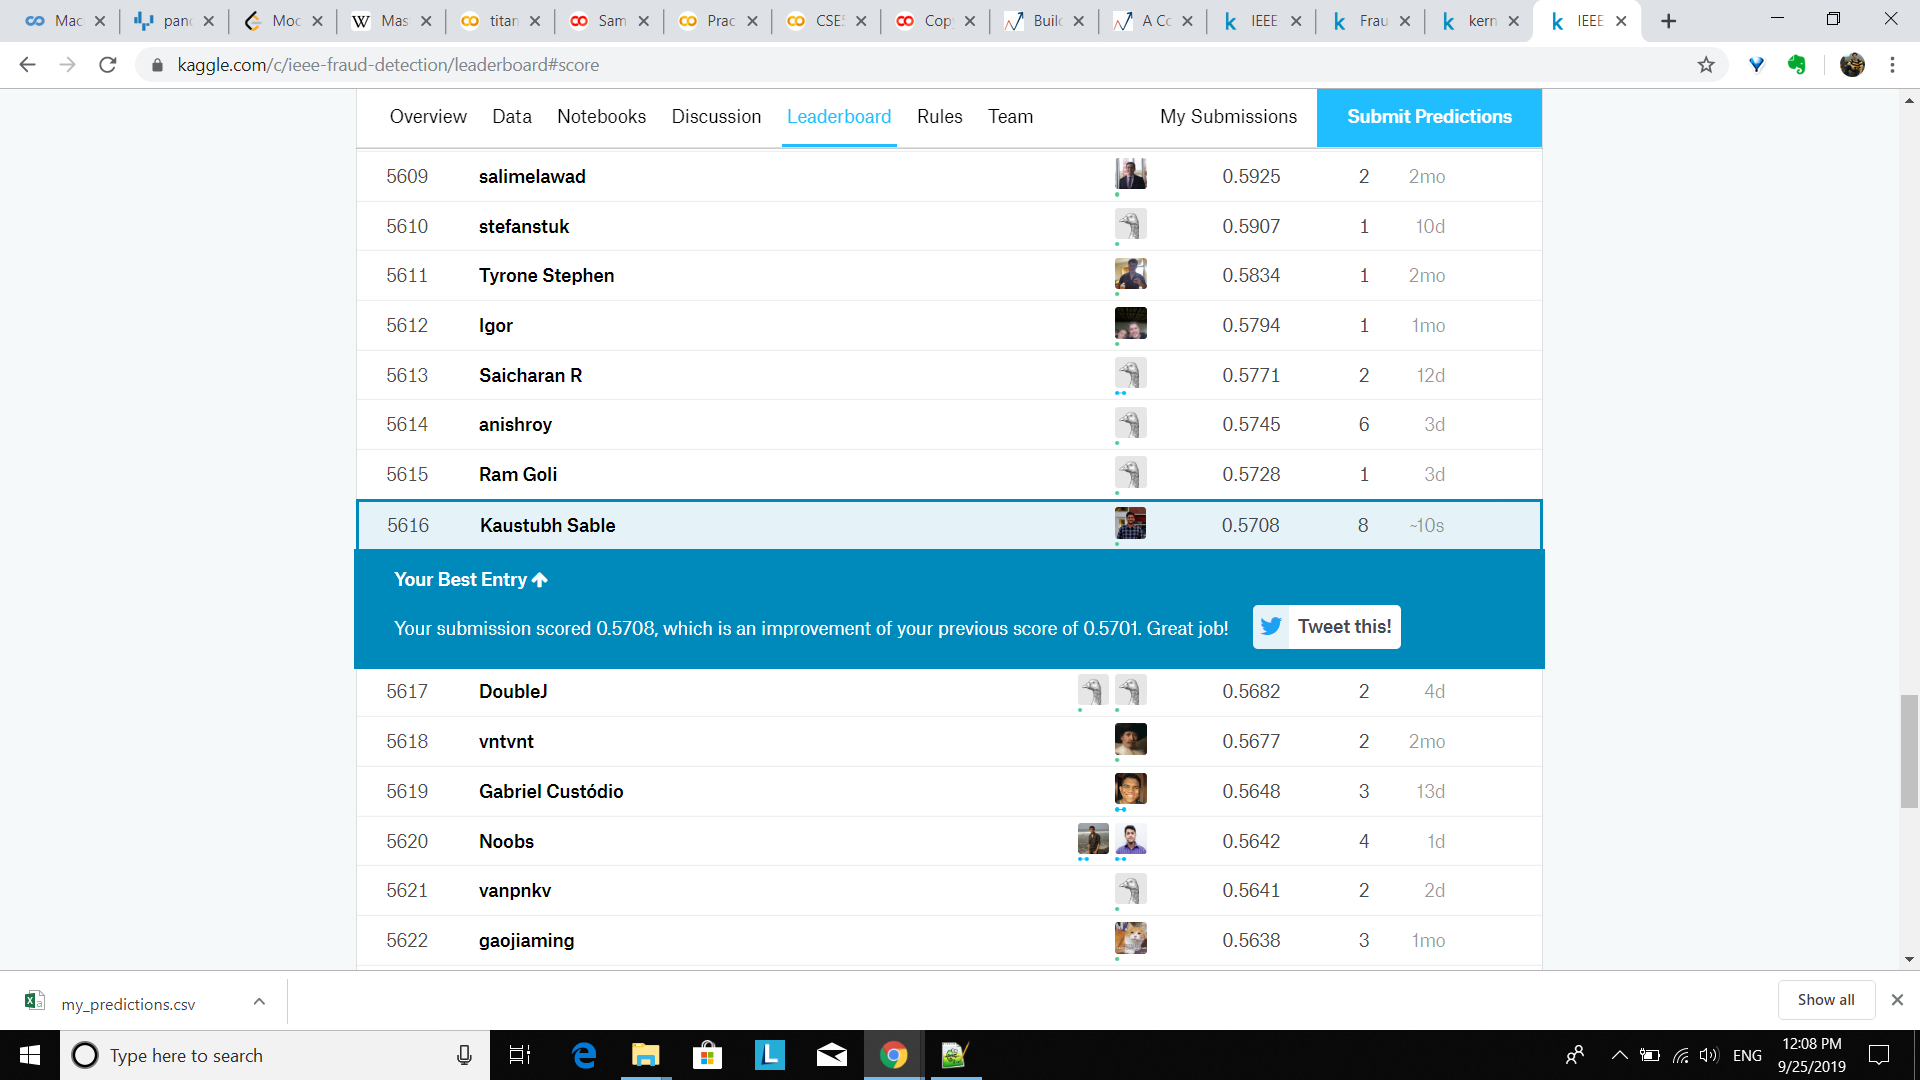 Mac
panc
Moc
Mas
titan
Sam
Prac
CSE5
Copy
Build
A Co
IEEE
Frau
kern
IEEE
kaggle.com/c/ieee-fraud-detection/leaderboard#score
Overview Data Notebooks Discussion Leaderboard Rules Team My Submissions Submit Predictions
5609 salimelawad 0.5925 2 2mo
5610 stefanstuk 0.5907 1 10d
5611 Tyrone Stephen 0.5834 1 2mo
5612 Igor 0.5794 1 1mo
5613 Saicharan R 0.5771 2 12d
5614 anishroy 0.5745 6 3d
5615 Ram Goli 0.5728 1 3d
5616 Kaustubh Sable 0.5708 8 ~10s
Your Best Entry
Your submission scored 0.5708, which is an improvement of your previous score of 0.5701. Great job! Tweet this!
5617 DoubleJ 0.5682 2 4d
5618 vntvnt 0.5677 2 2mo
5619 Gabriel Custódio 0.5648 3 13d
5620 Noobs 0.5642 4 1d
5621 vanpnkv 0.5641 2 2d
5622 gaojiaming 0.5638 3 1mo
my_predictions.csv Show all
Type here to search
ENG
12:08 PM
9/25/2019